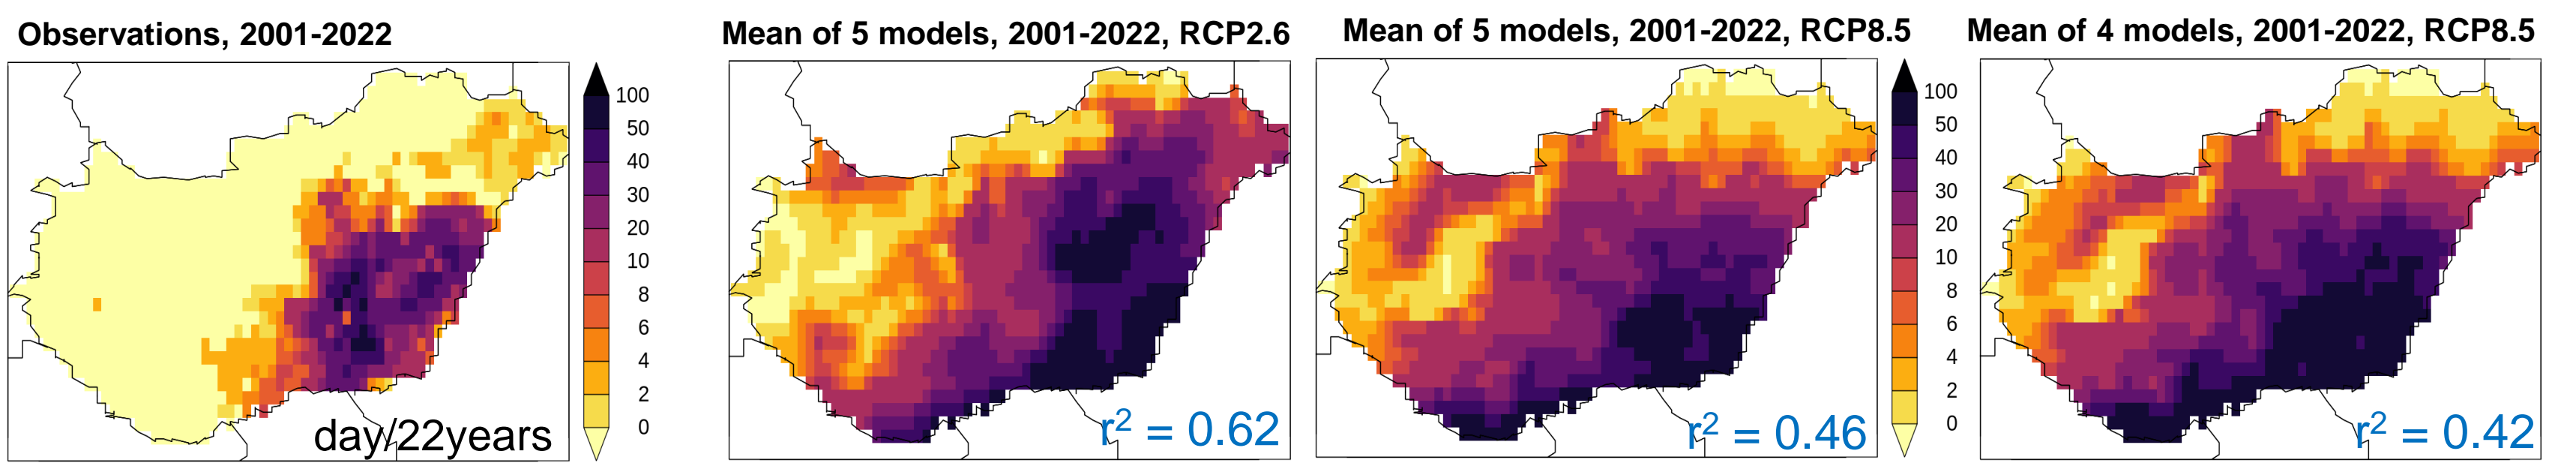 Observations, 2001-2022
Mean of 5 models, 2001-2022, RCP2.6
Mean of 5 models, 2001-2022, RCP8.5
Mean of 4 models, 2001-2022, RCP8.5
100
50
40
30
20
10
8
6
4
2
0
day/22years
r² = 0.62
r² = 0.46
100
50
40
30
20
10
8
6
4
2
0
r² = 0.42